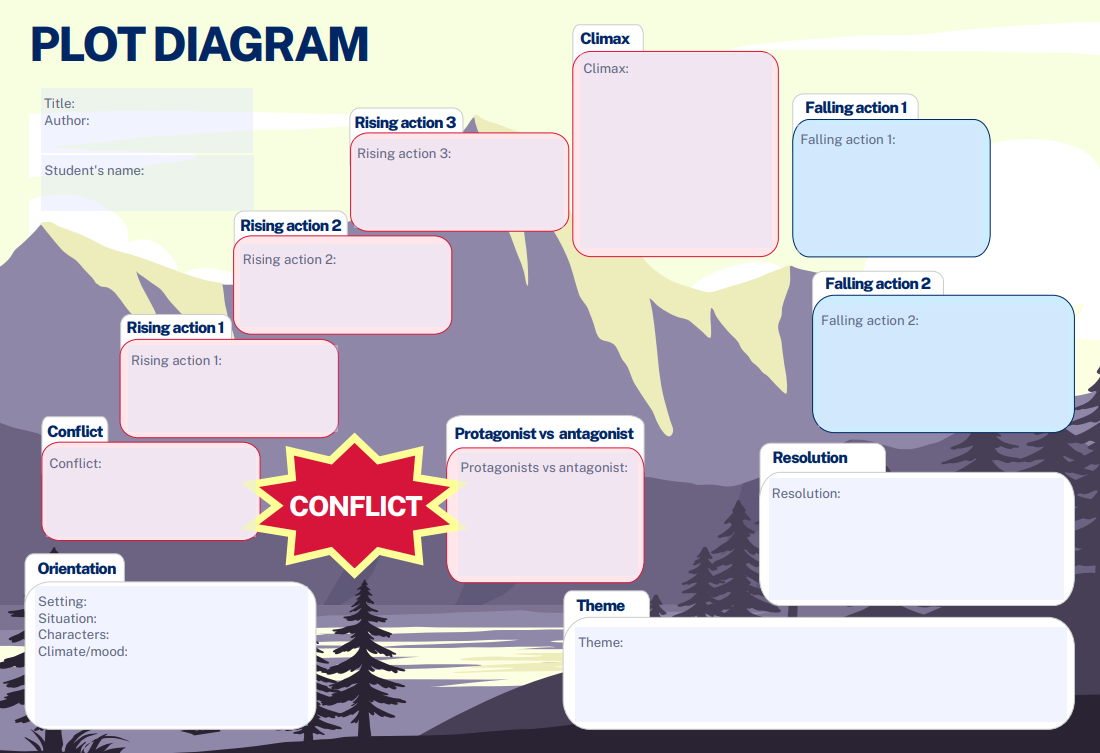 PLOT DIAGRAM
Title:
Author:
Student's name:
Climax
Climax:
Falling action 1
Falling action 1:
Rising action 3
Rising action 3:
Rising action 2
Rising action 2:
Falling action 2
Falling action 2:
Rising action 1
Rising action 1:
Conflict
Conflict:
CONFLICT
Protagonist vs antagonist
Protagonists vs antagonist:
Resolution
Resolution:
Orientation
Setting:
Situation:
Characters:
Climate/mood:
Theme
Theme: